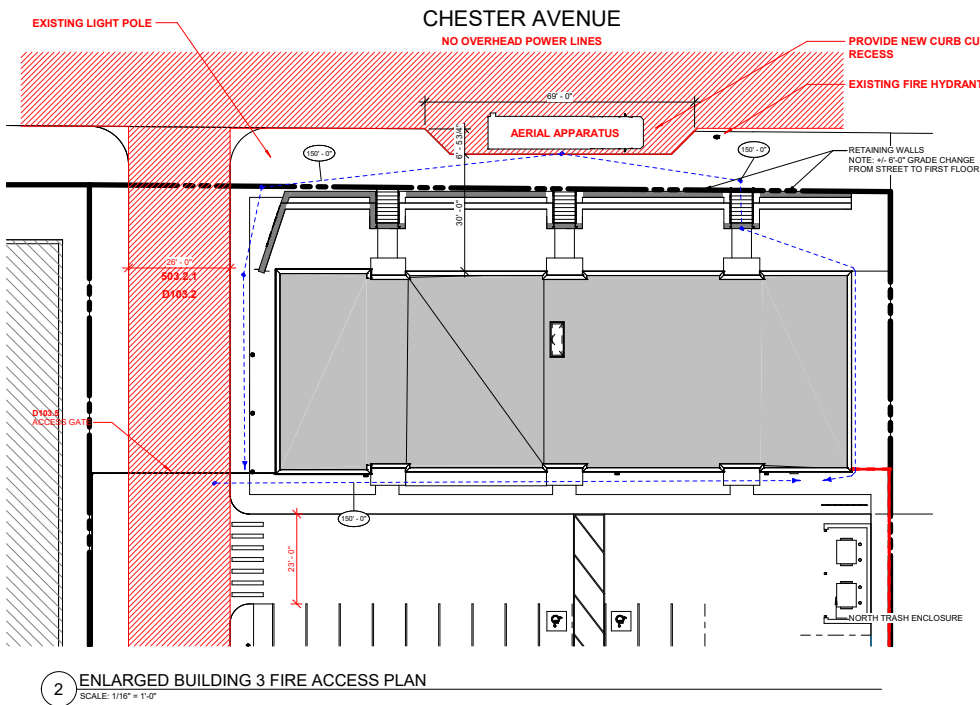 CHESTER AVENUE
NO OVERHEAD POWER LINES
EXISTING LIGHT POLE
PROVIDE NEW CURB CU
RECESS
EXISTING FIRE HYDRANT
69' - 0"
AERIAL APPARATUS
6' - 5 3/4"
150' - 0"
150' - 0"
RETAINING WALLS
NOTE: +/- 6'-0" GRADE CHANGE
FROM STREET TO FIRST FLOOR
30' - 0"
26' - 0"
503.2.1
D103.2
D103.5
ACCESS GATE
150' - 0"
23' - 0"
NORTH TRASH ENCLOSURE
2
ENLARGED BUILDING 3 FIRE ACCESS PLAN
SCALE: 1/16" = 1'-0"